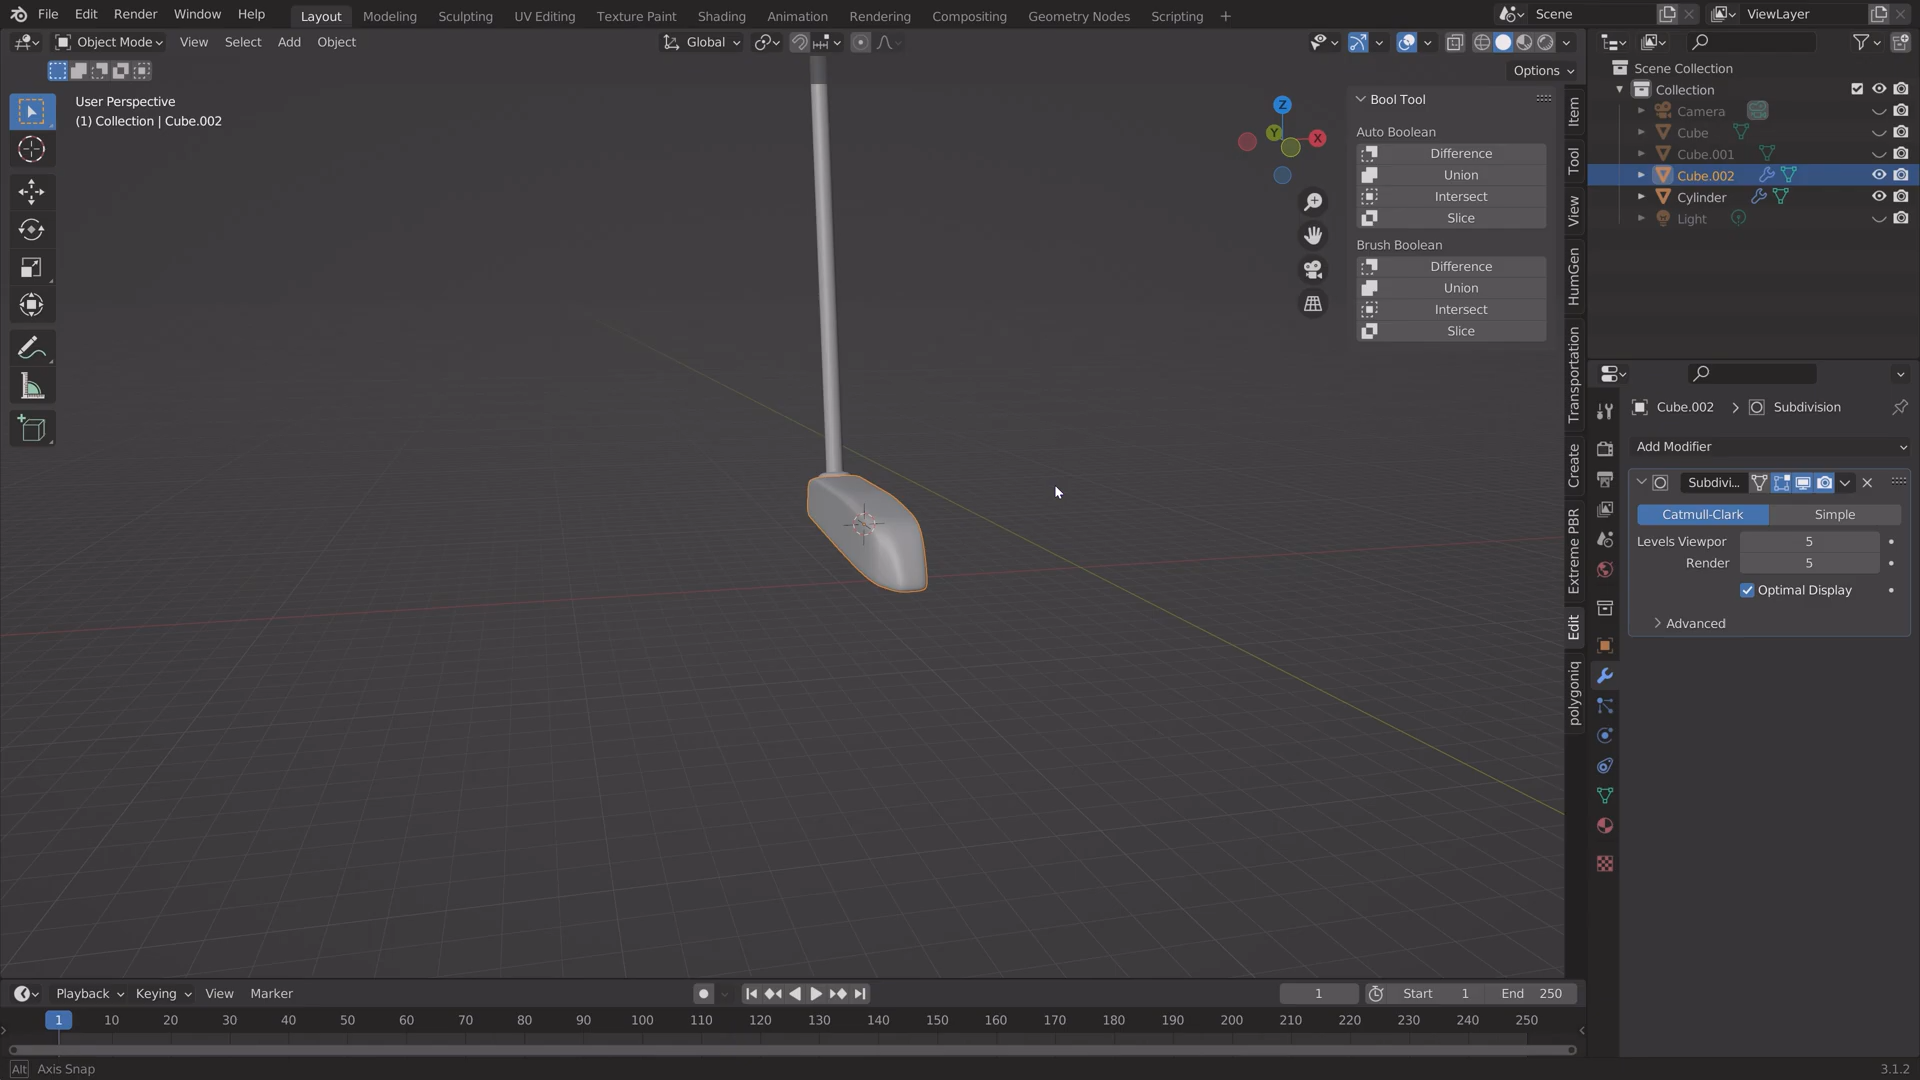 File Edit Render Window Help Layout Modeling Sculpting UV Editing Texture Paint Shading Animation Rendering Compositing Geometry Nodes Scripting + Scene ViewLayer
Object Mode View Select Add Object Global
Options
User Perspective
(1) Collection | Cube.002
Z
Y
X
Bool Tool
Auto Boolean
Difference
Union
Intersect
Slice
Brush Boolean
Difference
Union
Intersect
Slice
Item
Tool
View
HumGen
Transportation
Create
Extreme PBR
Edit
polygoniq
Scene Collection
Collection
Camera
Cube
Cube.001
Cube.002
Cylinder
Light
Cube.002 > Subdivision
Add Modifier
Subdivi...
Catmull-Clark Simple
Levels Viewpor 5
Render 5
Optimal Display
Advanced
Playback Keying View Marker 1 Start 1 End 250
1 10 20 30 40 50 60 70 80 90 100 110 120 130 140 150 160 170 180 190 200 210 220 230 240 250
Alt Axis Snap 3.1.2